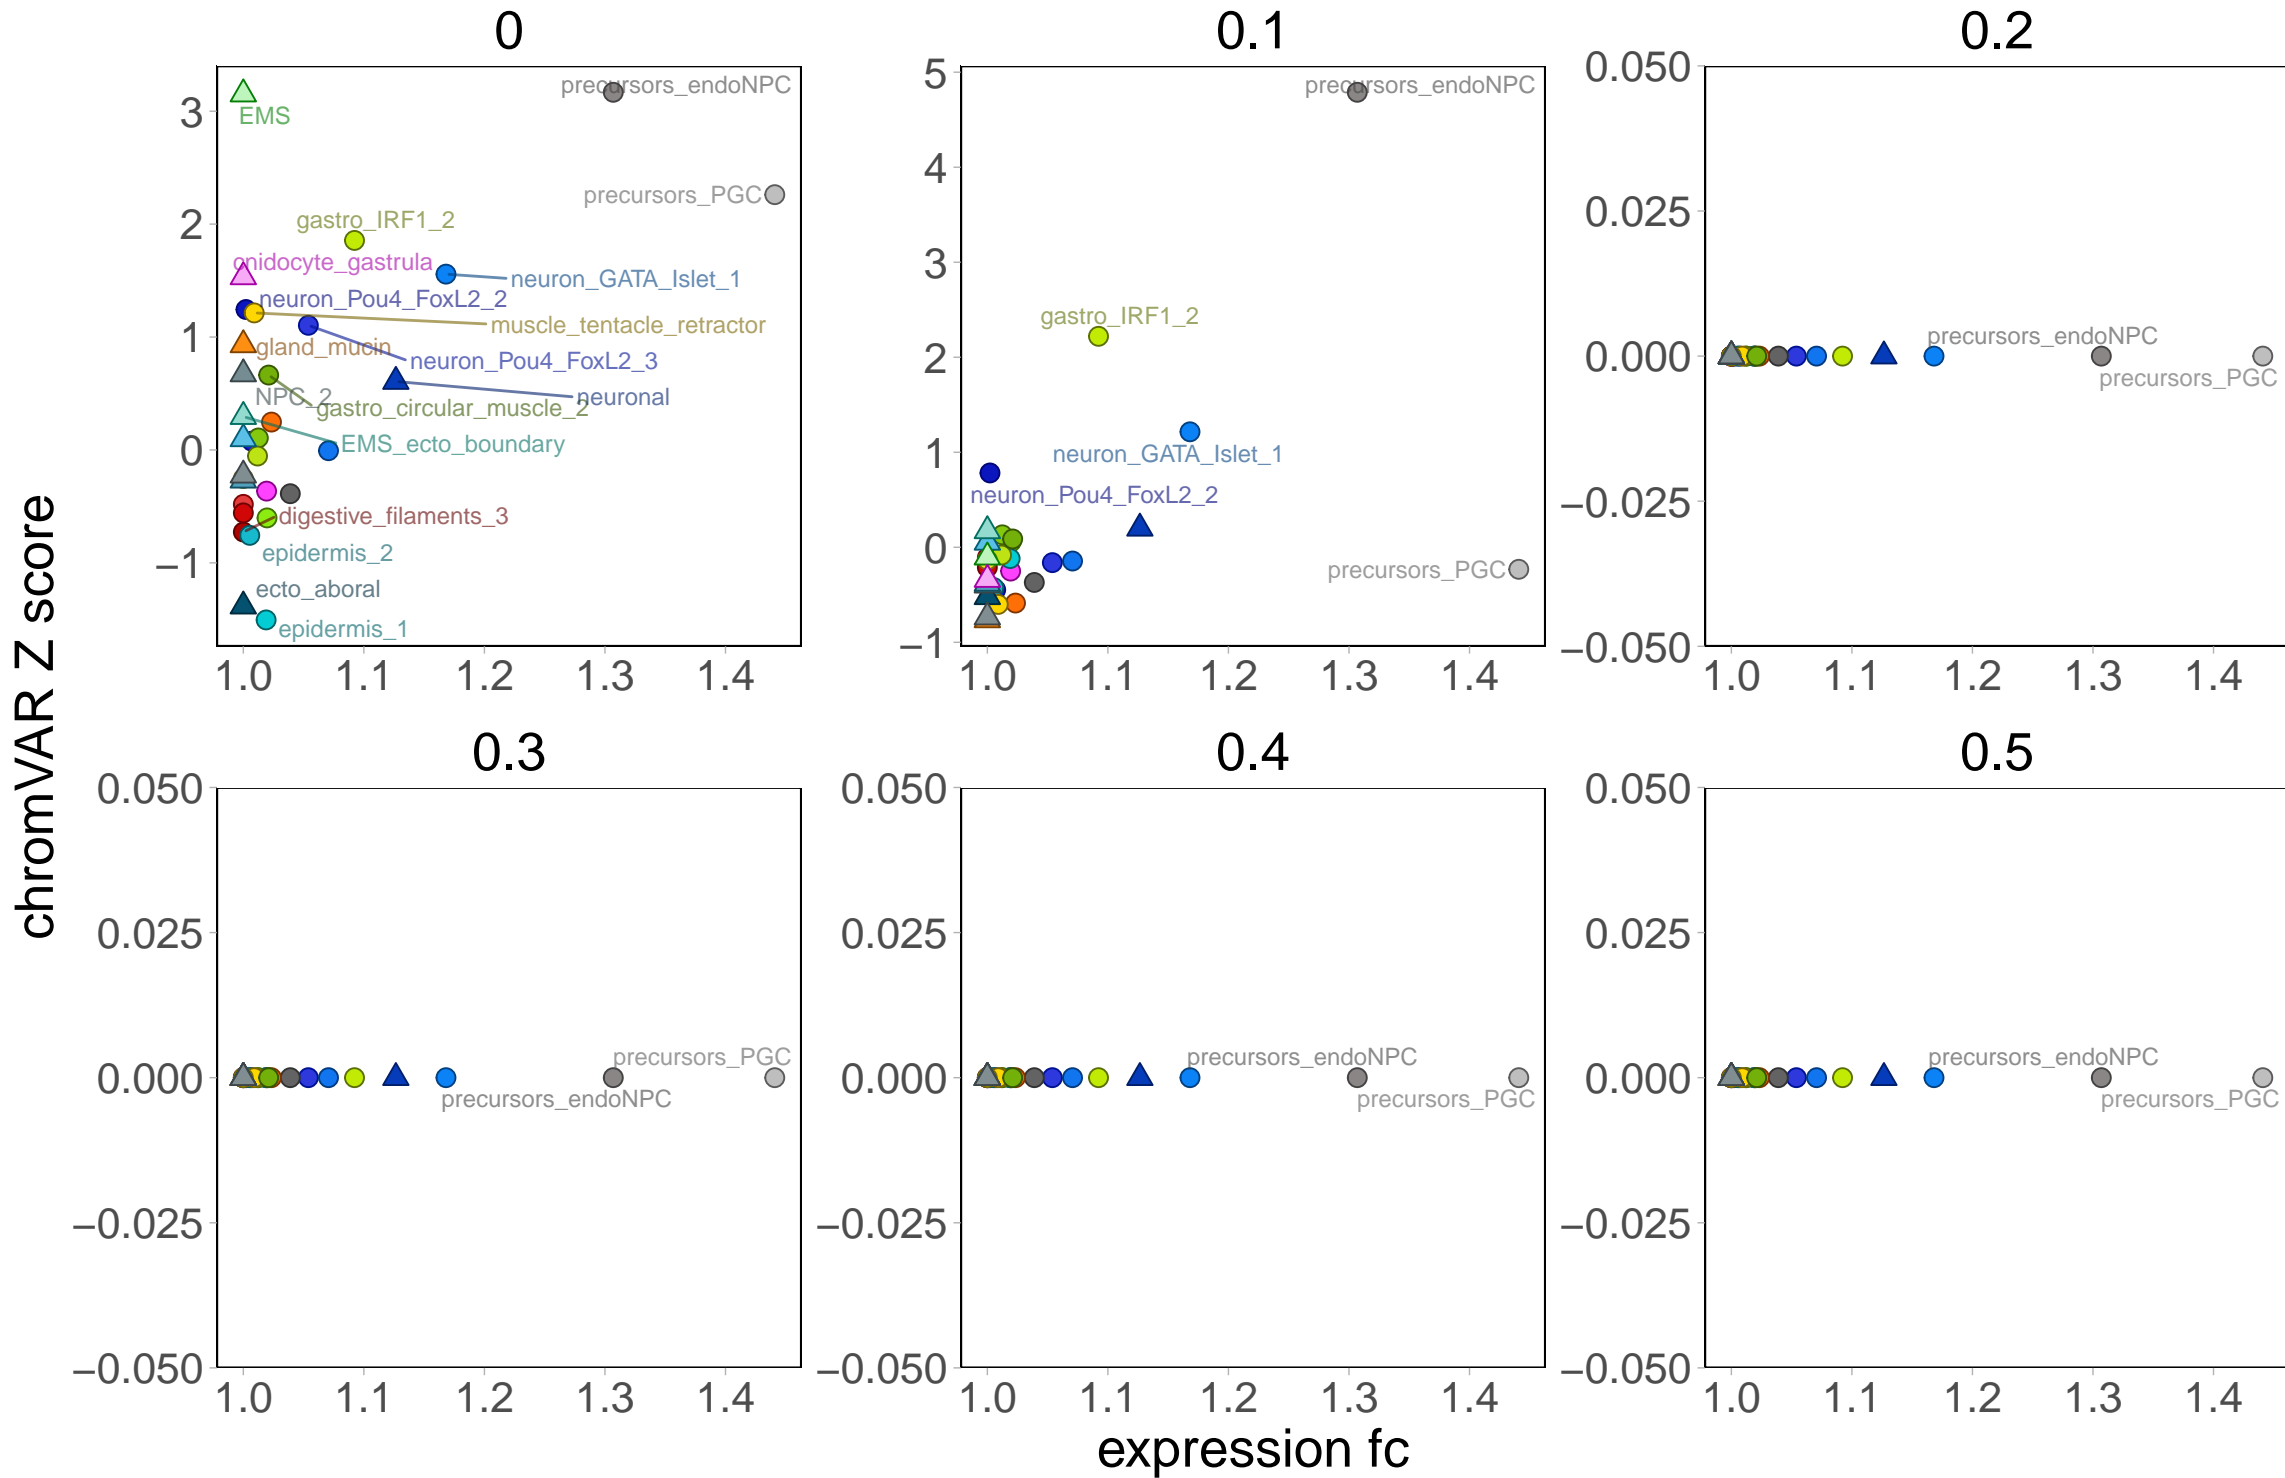 0
0.1
0.2
3
2
1
0
−1
EMS
precursors_endoNPC
precursors_PGC
gastro_IRF1_2
cnidocyte_gastrula
neuron_GATA_Islet_1
neuron_Pou4_FoxL2_2
muscle_tentacle_retractor
gland_mucin
neuron_Pou4_FoxL2_3
NPC_2
neuronal
gastro_circular_muscle_2
EMS_ecto_boundary
digestive_filaments_3
epidermis_2
ecto_aboral
epidermis_1
1.0 1.1 1.2 1.3 1.4
5
4
3
2
1
0
−1
precursors_endoNPC
gastro_IRF1_2
neuron_GATA_Islet_1
neuron_Pou4_FoxL2_2
precursors_PGC
1.0 1.1 1.2 1.3 1.4
0.050
0.025
0.000
−0.025
−0.050
precursors_endoNPC
precursors_PGC
1.0 1.1 1.2 1.3 1.4
chromVAR Z score
0.3
0.4
0.5
0.050
0.025
0.000
−0.025
−0.050
precursors_PGC
precursors_endoNPC
1.0 1.1 1.2 1.3 1.4
0.050
0.025
0.000
−0.025
−0.050
precursors_endoNPC
precursors_PGC
1.0 1.1 1.2 1.3 1.4
0.050
0.025
0.000
−0.025
−0.050
precursors_endoNPC
precursors_PGC
1.0 1.1 1.2 1.3 1.4
expression fc